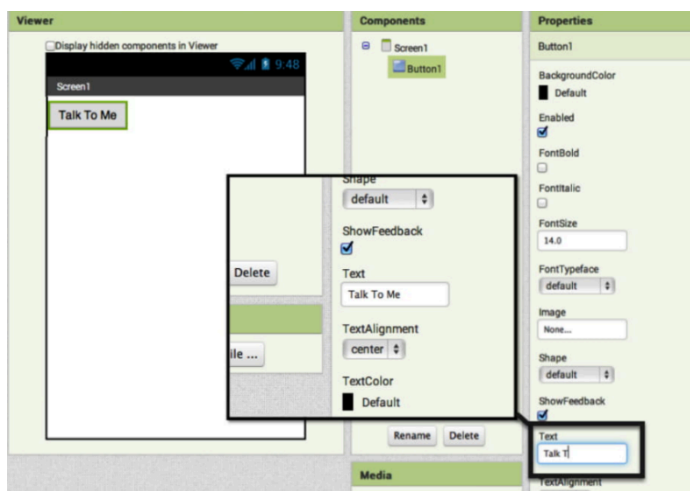 Viewer
Display hidden components in Viewer
9:48
Screen1
Talk To Me
Components
Screen1
Button1
Rename Delete
Media
Properties
Button1
BackgroundColor
Default
Enabled
FontBold
FontItalic
FontSize
14.0
FontTypeface
default
Image
None...
Shape
default
ShowFeedback
Text
Talk T
TextAlignment
Shape
default
ShowFeedback
Delete
Text
Talk To Me
TextAlignment
ile ...
center
TextColor
Default